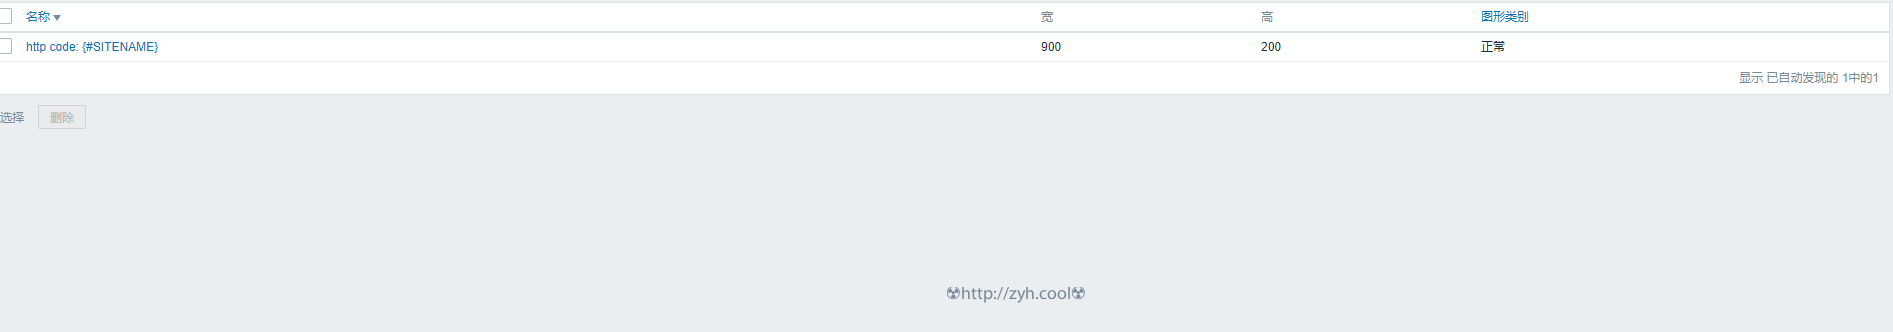 名称 宽 高 图形类别
http code: {#SITENAME} 900 200 正常
显示 已自动发现的 1中的1
选择 删除
☢http://zyh.cool☢